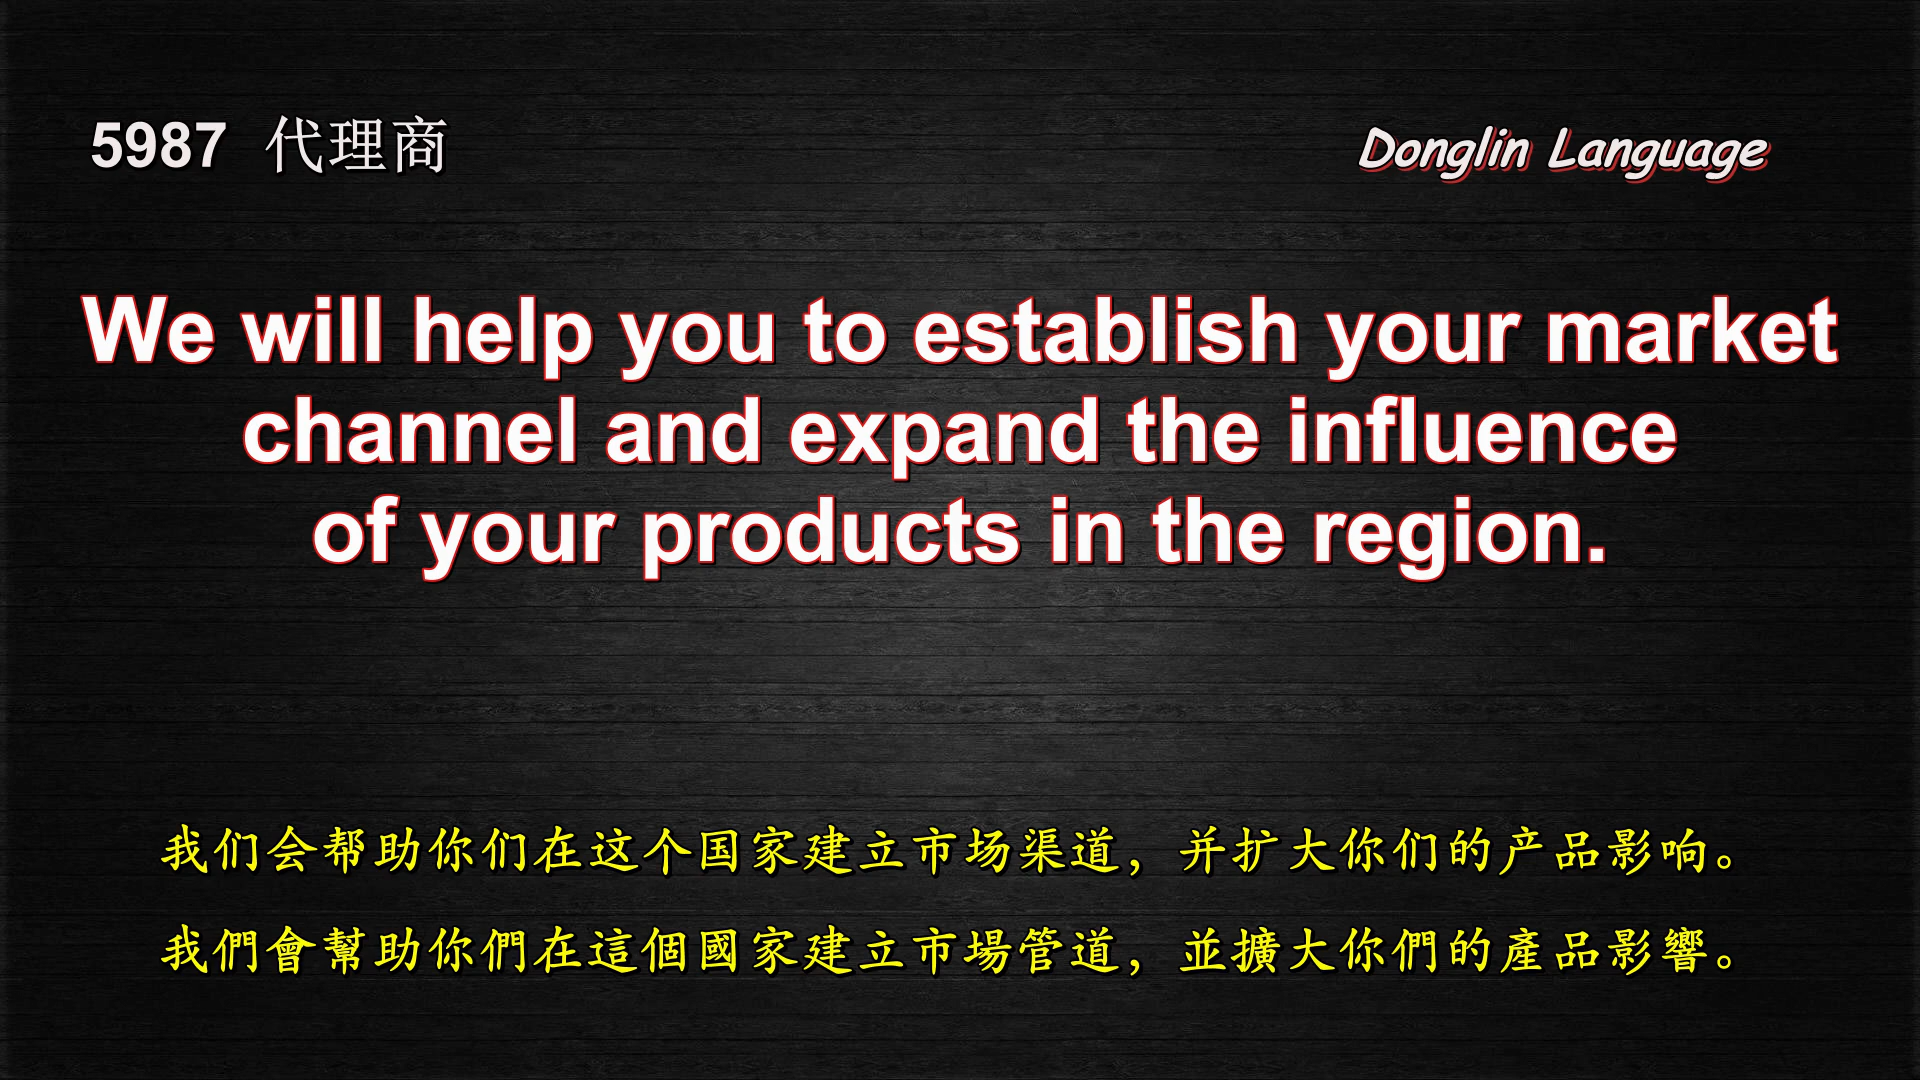 5987 代理商
Donglin Language
We will help you to establish your market
channel and expand the influence
of your products in the region.
我们会帮助你们在这个国家建立市场渠道，并扩大你们的产品影响。
我們會幫助你們在這個國家建立市場管道，並擴大你們的產品影響。